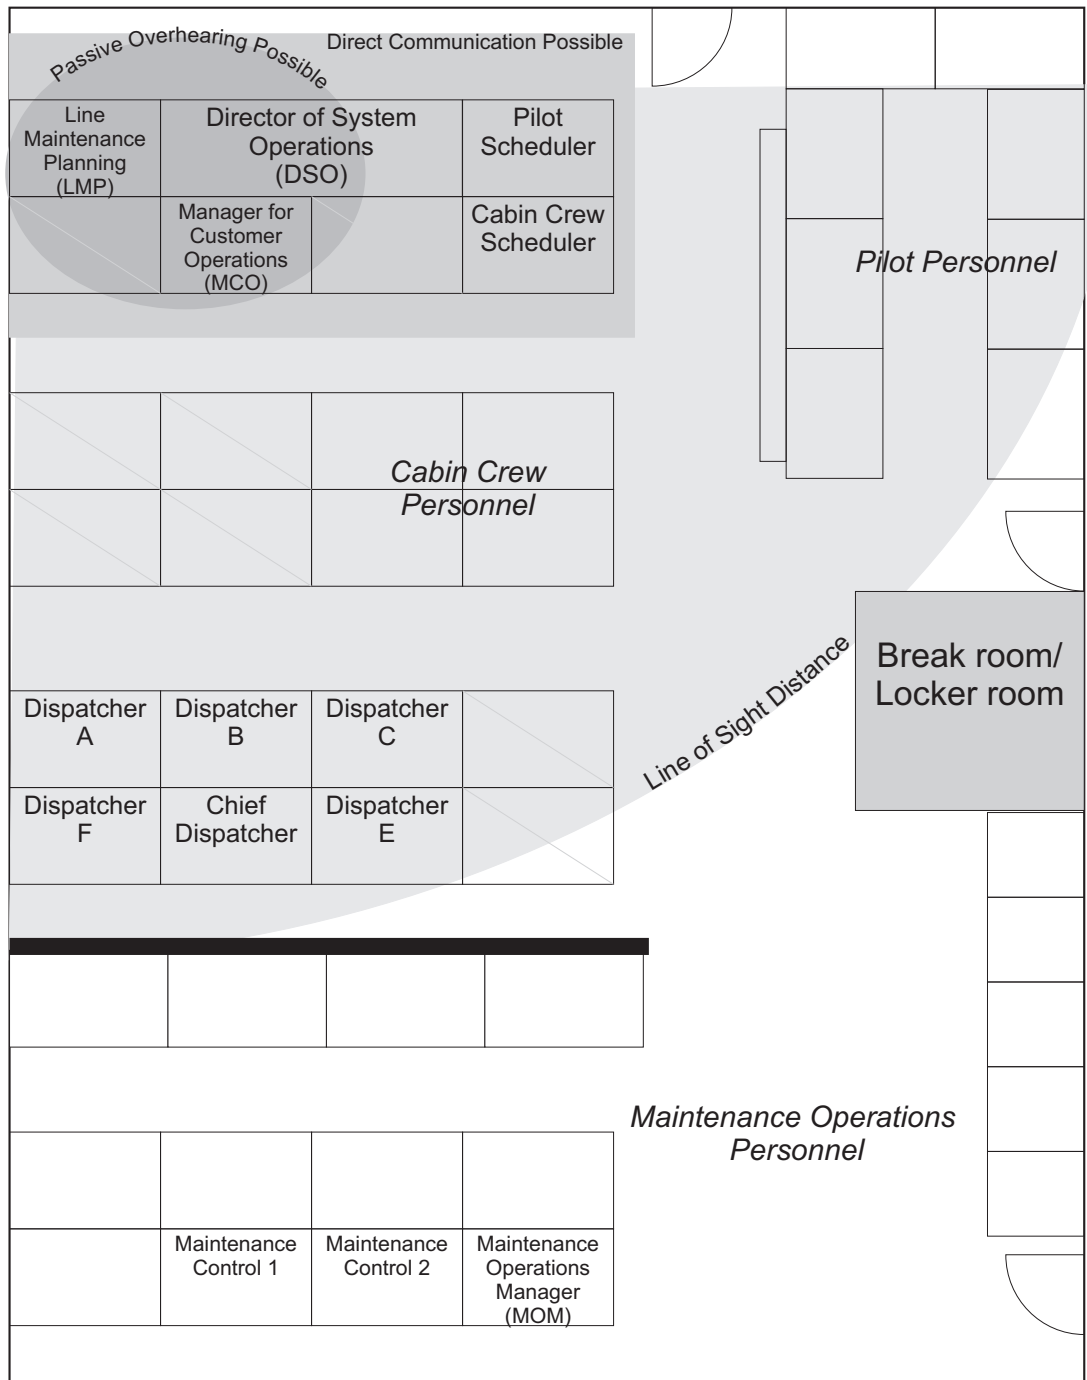 Passive Overhearing Possible
Direct Communication Possible
Line
Maintenance
Planning
(LMP)
Director of System
Operations
(DSO)
Pilot
Scheduler
Manager for
Customer
Operations
(MCO)
Cabin Crew
Scheduler
Pilot Personnel
Cabin Crew
Personnel
Break room/
Locker room
Line of Sight Distance
Dispatcher
A
Dispatcher
B
Dispatcher
C
Dispatcher
F
Chief
Dispatcher
Dispatcher
E
Maintenance Operations
Personnel
Maintenance
Control 1
Maintenance
Control 2
Maintenance
Operations
Manager
(MOM)